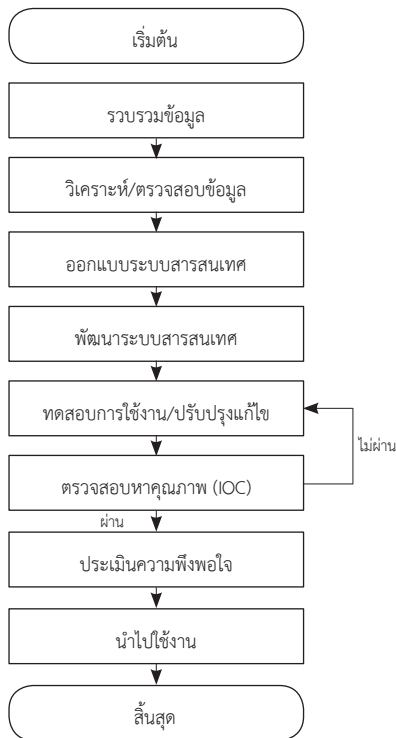 เริ่มต้น
รวบรวมข้อมูล
วิเคราะห์/ตรวจสอบข้อมูล
ออกแบบระบบสารสนเทศ
พัฒนาระบบสารสนเทศ
ทดสอบการใช้งาน/ปรับปรุงแก้ไข
ไม่ผ่าน
ตรวจสอบหาคุณภาพ (IOC)
ผ่าน
ประเมินความพึงพอใจ
นำไปใช้งาน
สิ้นสุด